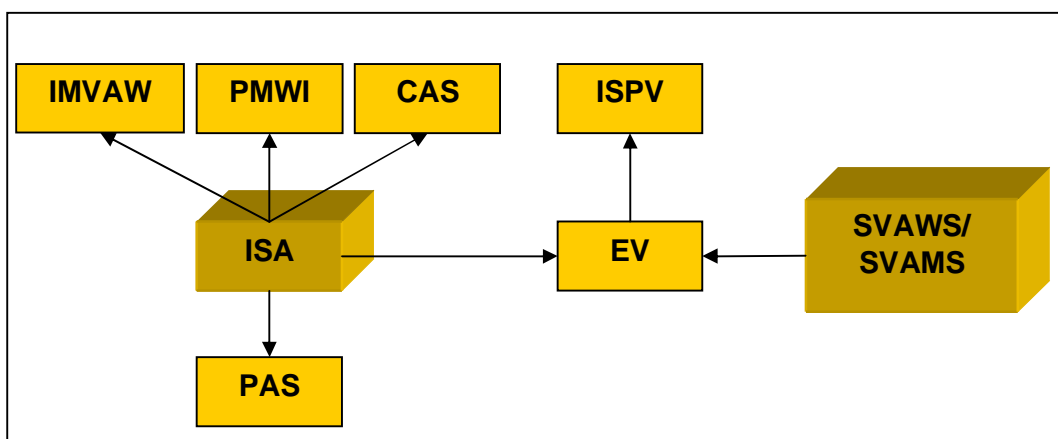 IMVAW
PMWI
CAS
ISPV
ISA
EV
SVAWS/
SVAMS
PAS